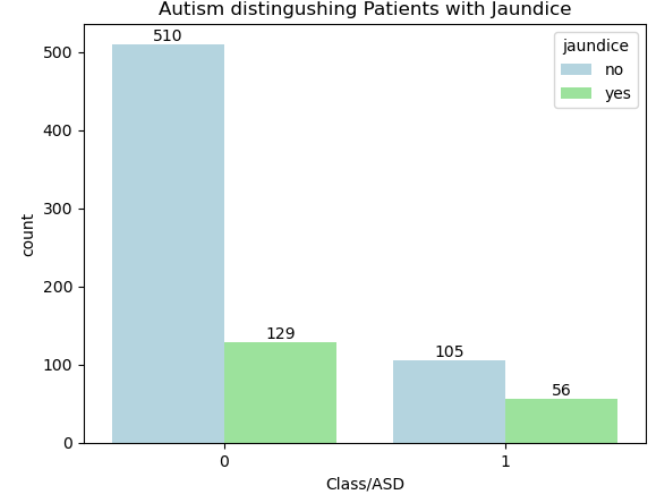 Autism distingushing Patients with Jaundice
510
129
105
56
jaundice
no
yes
500
400
300
200
100
0
count
0 1
Class/ASD